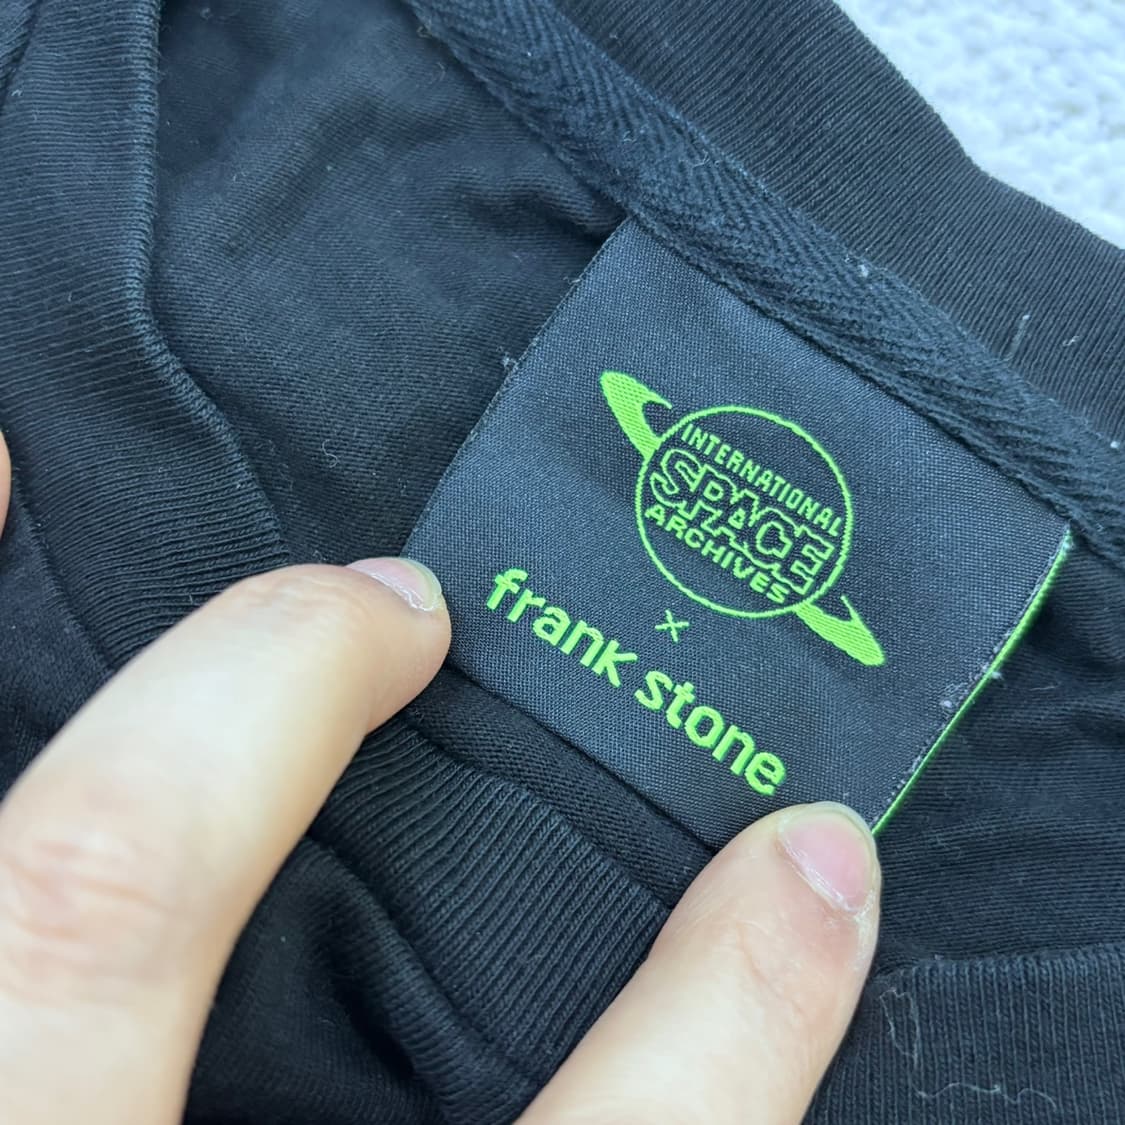 INTERNATIONAL
SPACE
ARCHIVES
x
frank stone